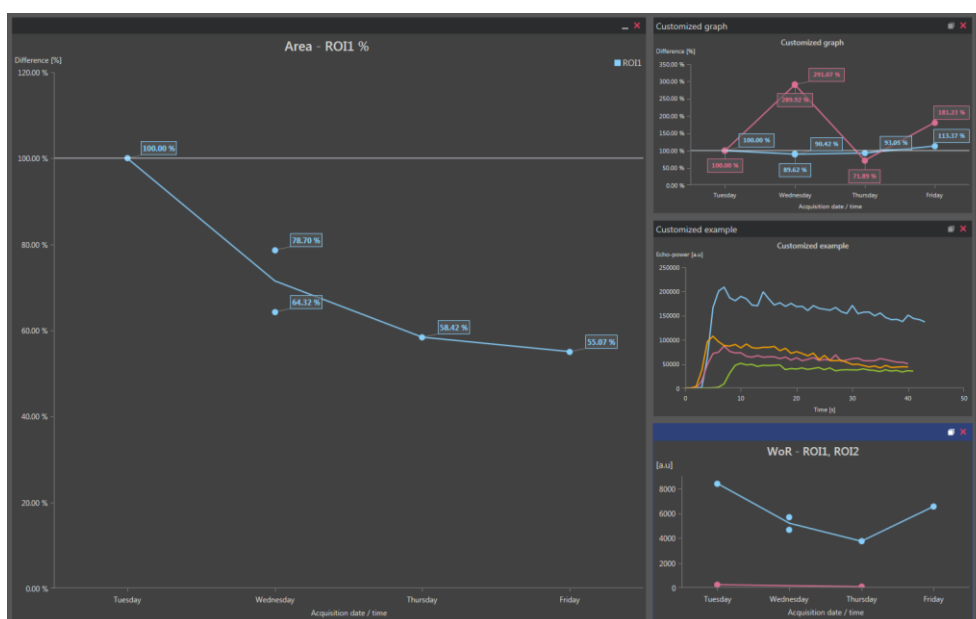 Area - ROI1 %
Difference [%]
ROI1
120.00 %
100.00 %
80.00 %
60.00 %
40.00 %
20.00 %
0.00 %
100.00 %
78.70 %
64.32 %
58.42 %
55.07 %
Tuesday Wednesday Thursday Friday
Acquisition date / time
Customized graph
Customized graph
Difference [%]
350.00 %
300.00 %
250.00 %
200.00 %
150.00 %
100.00 %
50.00 %
0.00 %
289.92 %
181.22 %
100.00 %
90.42 %
93.05 %
113.37 %
100.00 %
89.62 %
71.89 %
Tuesday Wednesday Thursday Friday
Acquisition date / time
Customized example
Customized example
Echo-power [a.u]
250000
200000
150000
100000
50000
0
0 10 20 30 40 50
Time [s]
WoR - ROI1, ROI2
[a.u]
8000
6000
4000
2000
0
Tuesday Wednesday Thursday Friday
Acquisition date / time